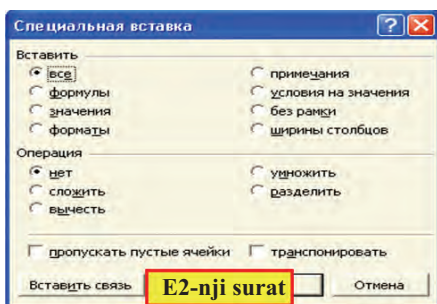 Специальная вставка
Вставить
все
примечания
формулы
условия на значения
значения
без рамки
форматы
ширины столбцов
Операция
нет
умножить
сложить
разделить
вычесть
пропускать пустые ячейки
транспонировать
Вставить связь
E2-nji surat
Отмена